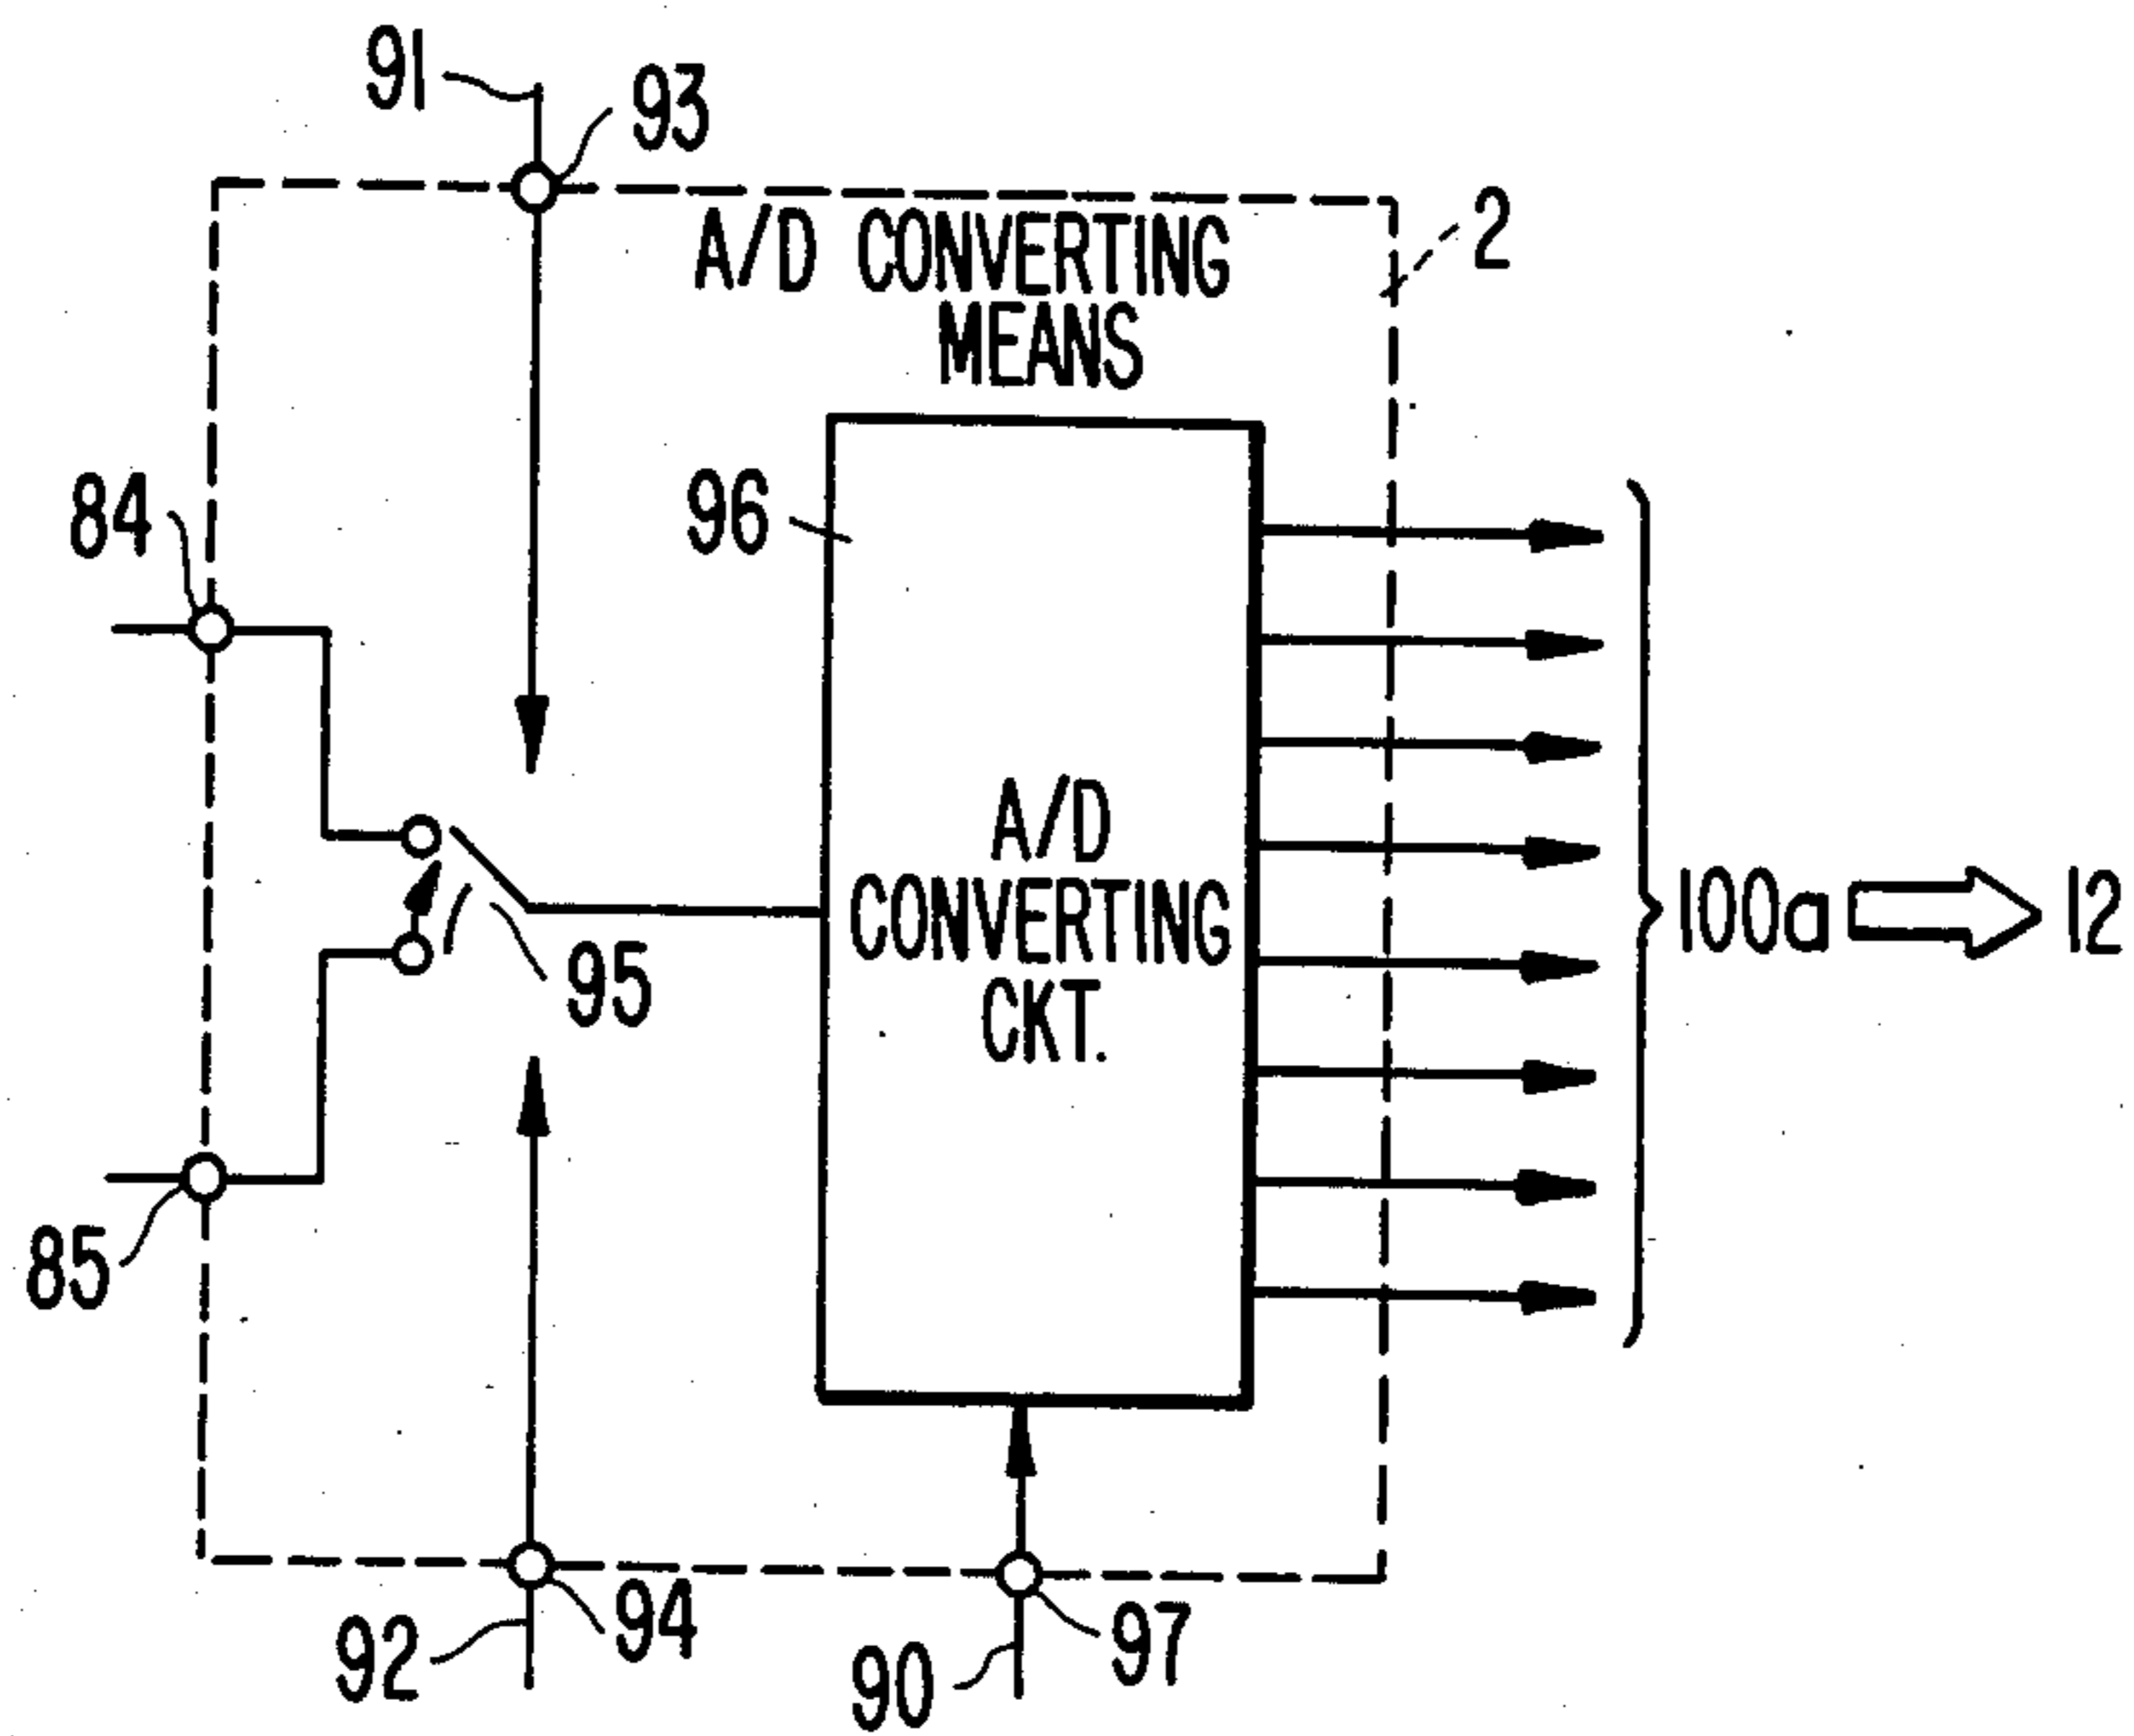 91
93
2
A/D CONVERTING
MEANS
84
96
A/D
CONVERTING
CKT.
95
100a
12
85
94
92
97
90